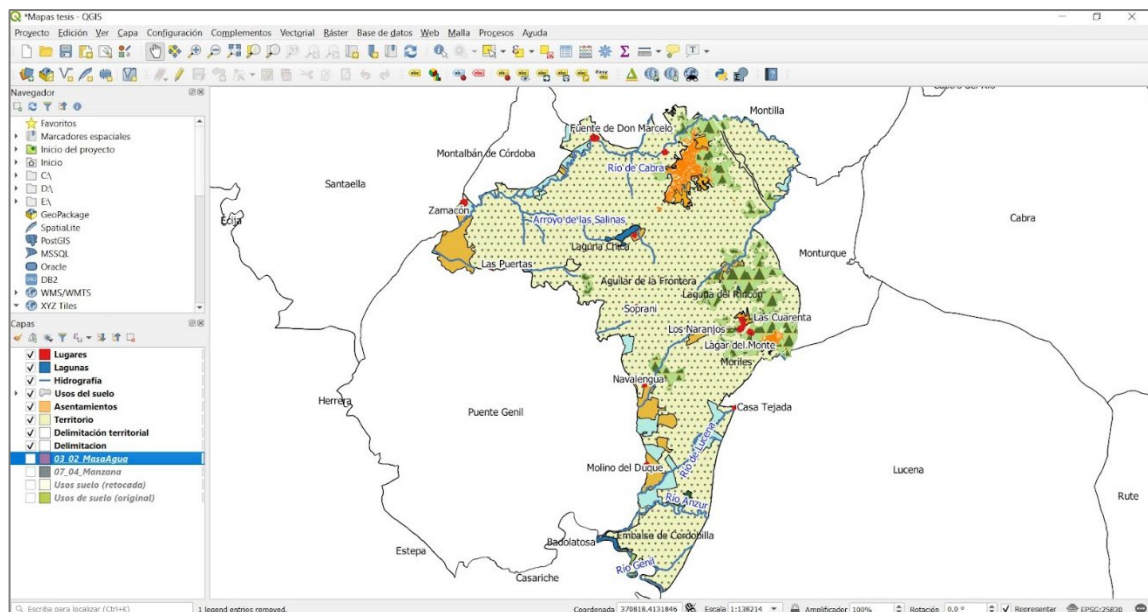 *Mapas tesis - QGIS
Proyecto Edición Ver Capa Configuración Complementos Vectorial Ráster Base de datos Web Malla Procesos Ayuda
Navegador
Favoritos
Marcadores espaciales
Inicio del proyecto
Inicio
C:\
D:\
E:\
GeoPackage
SpatiaLite
PostGIS
MSSQL
Oracle
DB2
WMS/WMTS
XYZ Tiles
Capas
Lugares
Lagunas
Hidrografía
Usos del suelo
Asentamientos
Territorio
Delimitación territorial
Delimitacion
03_02_MasaAgua
07_04_Manzana
Usos suelo (retocada)
Usos de suelo (original)
Montilla
Fuente de Don Marcelo
Montalbán de Córdoba
Río de Cabra
Santaella
Zamacón
Écija
Arroyo de las Salinas
Cabra
Laguna Chica
Monturque
Las Puertas
Aguilar de la Frontera
Laguna del Rincón
Soprani
Las Cuarenta
Los Naranjos
Lagar del Monte
Moriles
Navalengua
Herrera
Puente Genil
Casa Tejada
Río de Lucena
Molino del Duque
Lucena
Río Anzur
Rute
Embalse de Cordobilla
Badolatosa
Estepa
Río Genil
Casariche
Escriba para localizar (Ctrl+K)
1 legend entries removed.
Coordenada 370818,4131846 Escala 1:138214 Amplificador 100% Rotación 0,0 ° Representar EPSG:25830